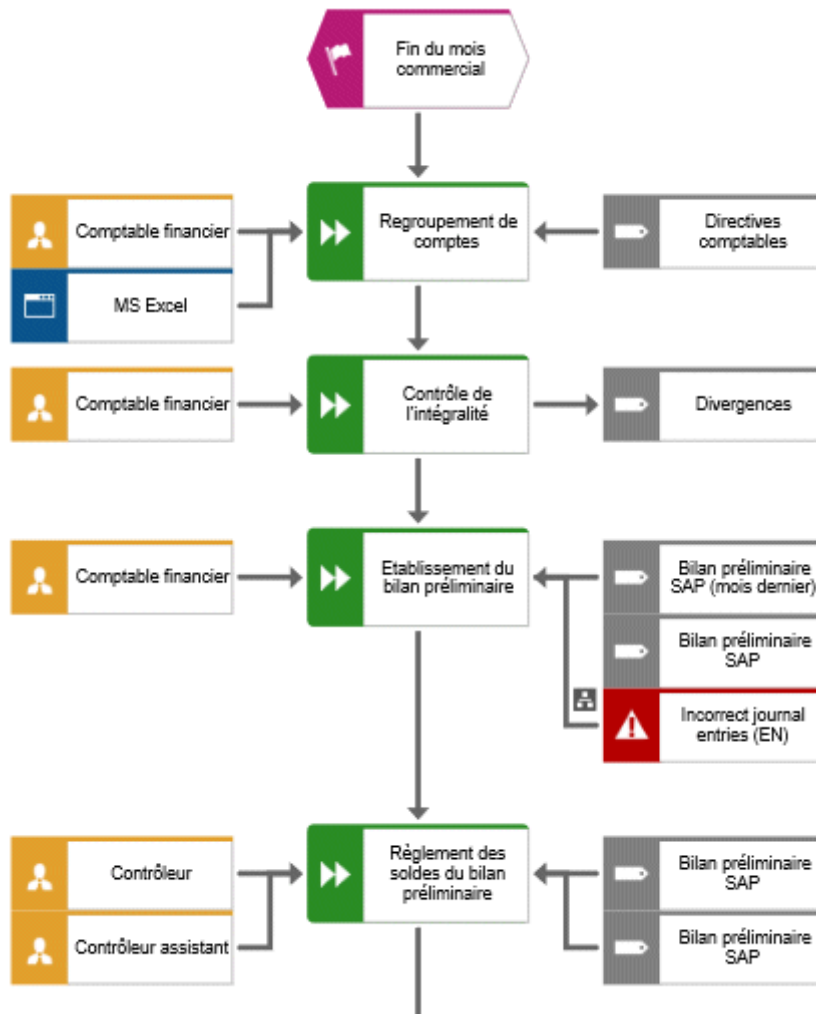 Fin du mois
commercial
Comptable financier
Regroupement de
comptes
Directives
comptables
MS Excel
Comptable financier
Contrôle de
l'intégralité
Divergences
Comptable financier
Etablissement du
bilan préliminaire
Bilan préliminaire
SAP (mois dernier)
Bilan préliminaire
SAP
Incorrect journal
entries (EN)
Contrôleur
Règlement des
soldes du bilan
préliminaire
Bilan préliminaire
SAP
Contrôleur assistant
Bilan préliminaire
SAP